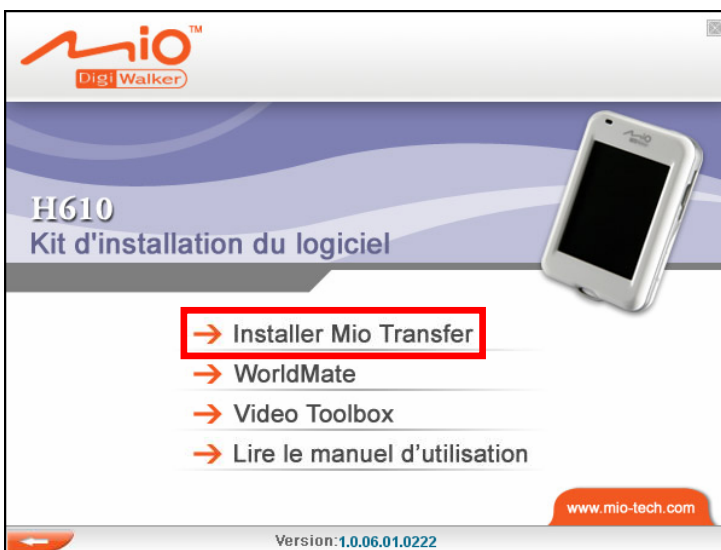 mio™
Digi Walker
H610
Kit d'installation du logiciel
Installer Mio Transfer
WorldMate
Video Toolbox
Lire le manuel d’utilisation
www.mio-tech.com
Version:1.0.06.01.0222